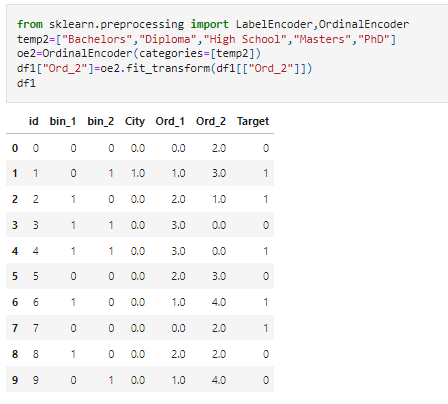 from sklearn.preprocessing import LabelEncoder,OrdinalEncoder
temp2=["Bachelors","Diploma","High School","Masters","PhD"]
oe2=OrdinalEncoder(categories=[temp2])
df1["Ord_2"]=oe2.fit_transform(df1[["Ord_2"]])
df1
id bin_1 bin_2 City Ord_1 Ord_2 Target
0 0 0 0 0.0 0.0 2.0 0
1 1 0 1 1.0 1.0 3.0 1
2 2 1 0 0.0 2.0 1.0 1
3 3 1 1 0.0 3.0 0.0 0
4 4 1 1 0.0 3.0 0.0 1
5 5 0 0 0.0 2.0 3.0 0
6 6 1 0 0.0 1.0 4.0 1
7 7 0 0 0.0 0.0 2.0 1
8 8 1 0 0.0 2.0 2.0 0
9 9 0 1 0.0 1.0 4.0 0